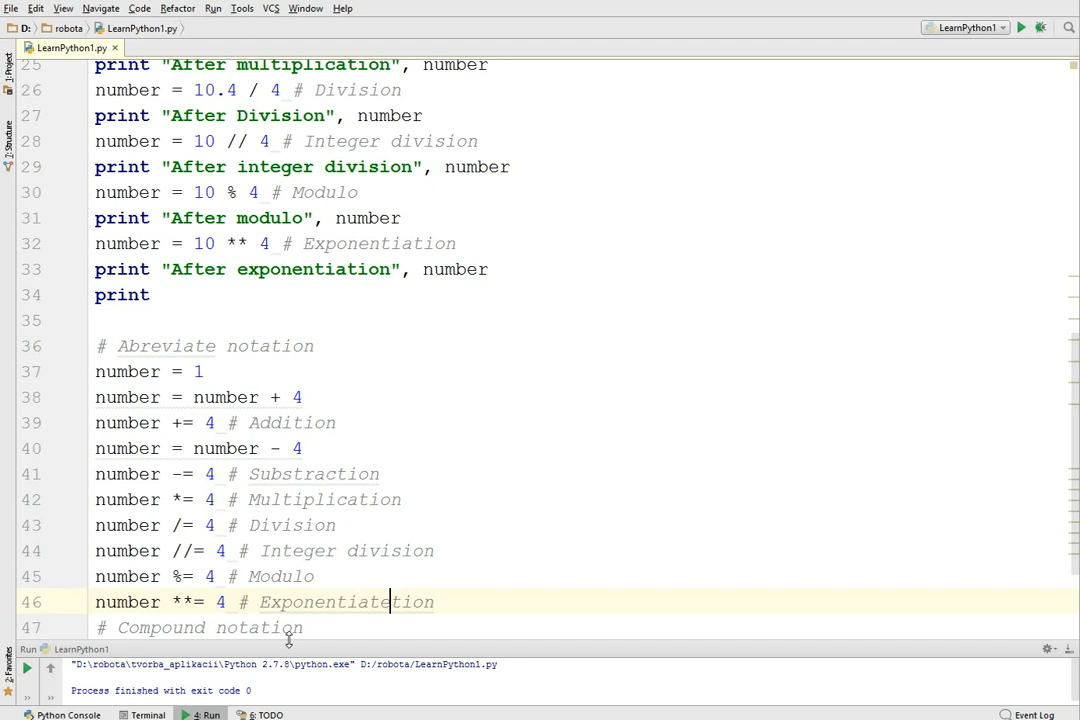 File Edit View Navigate Code Refactor Run Tools VCS Window Help
D: robota LearnPython1.py LearnPython1
LearnPython1.py
1: Project
7: Structure
2: Favorites
25 print "After multiplication", number
26 number = 10.4 / 4 # Division
27 print "After Division", number
28 number = 10 // 4 # Integer division
29 print "After integer division", number
30 number = 10 % 4 # Modulo
31 print "After modulo", number
32 number = 10 ** 4 # Exponentiation
33 print "After exponentiation", number
34 print
35
36 # Abreviate notation
37 number = 1
38 number = number + 4
39 number += 4 # Addition
40 number = number - 4
41 number -= 4 # Substraction
42 number *= 4 # Multiplication
43 number /= 4 # Division
44 number //= 4 # Integer division
45 number %= 4 # Modulo
46 number **= 4 # Exponentiatetion
47 # Compound notation
Run LearnPython1
"D:\robota\tvorba_aplikacii\Python 2.7.8\python.exe" D:/robota/LearnPython1.py
Process finished with exit code 0
Python Console Terminal 4: Run 6: TODO Event Log